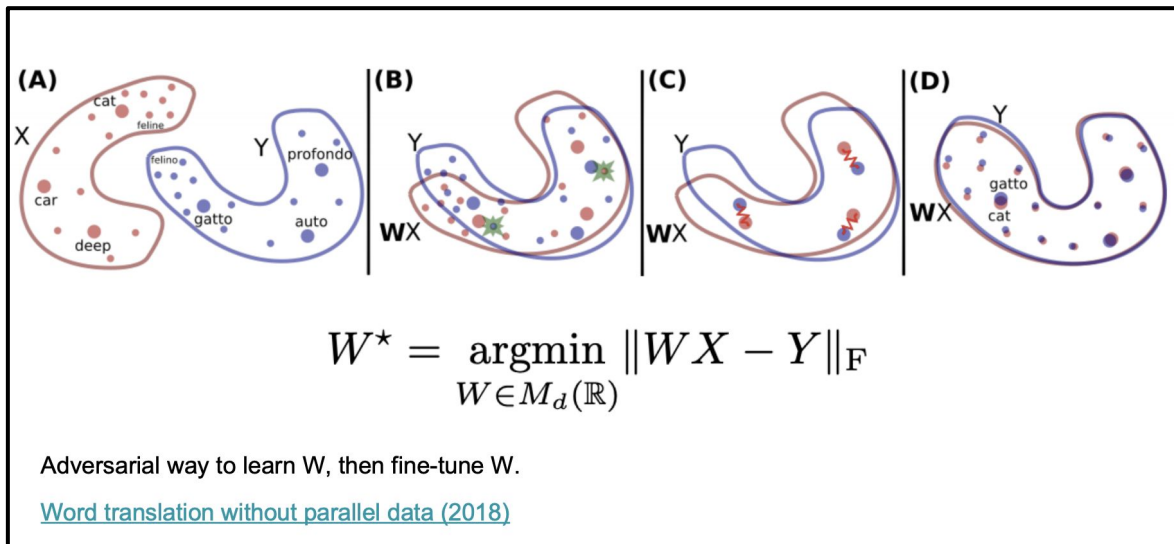 (A) (B) (C) (D)
cat
feline
X
Y
felino
profondo
car
gatto
auto
deep
Y
WX
Y
WX
Y
gatto
cat
WX
W⋆ = argmin ‖WX − Y‖F
W∈Md(ℝ)
Adversarial way to learn W, then fine-tune W.
Word translation without parallel data (2018)